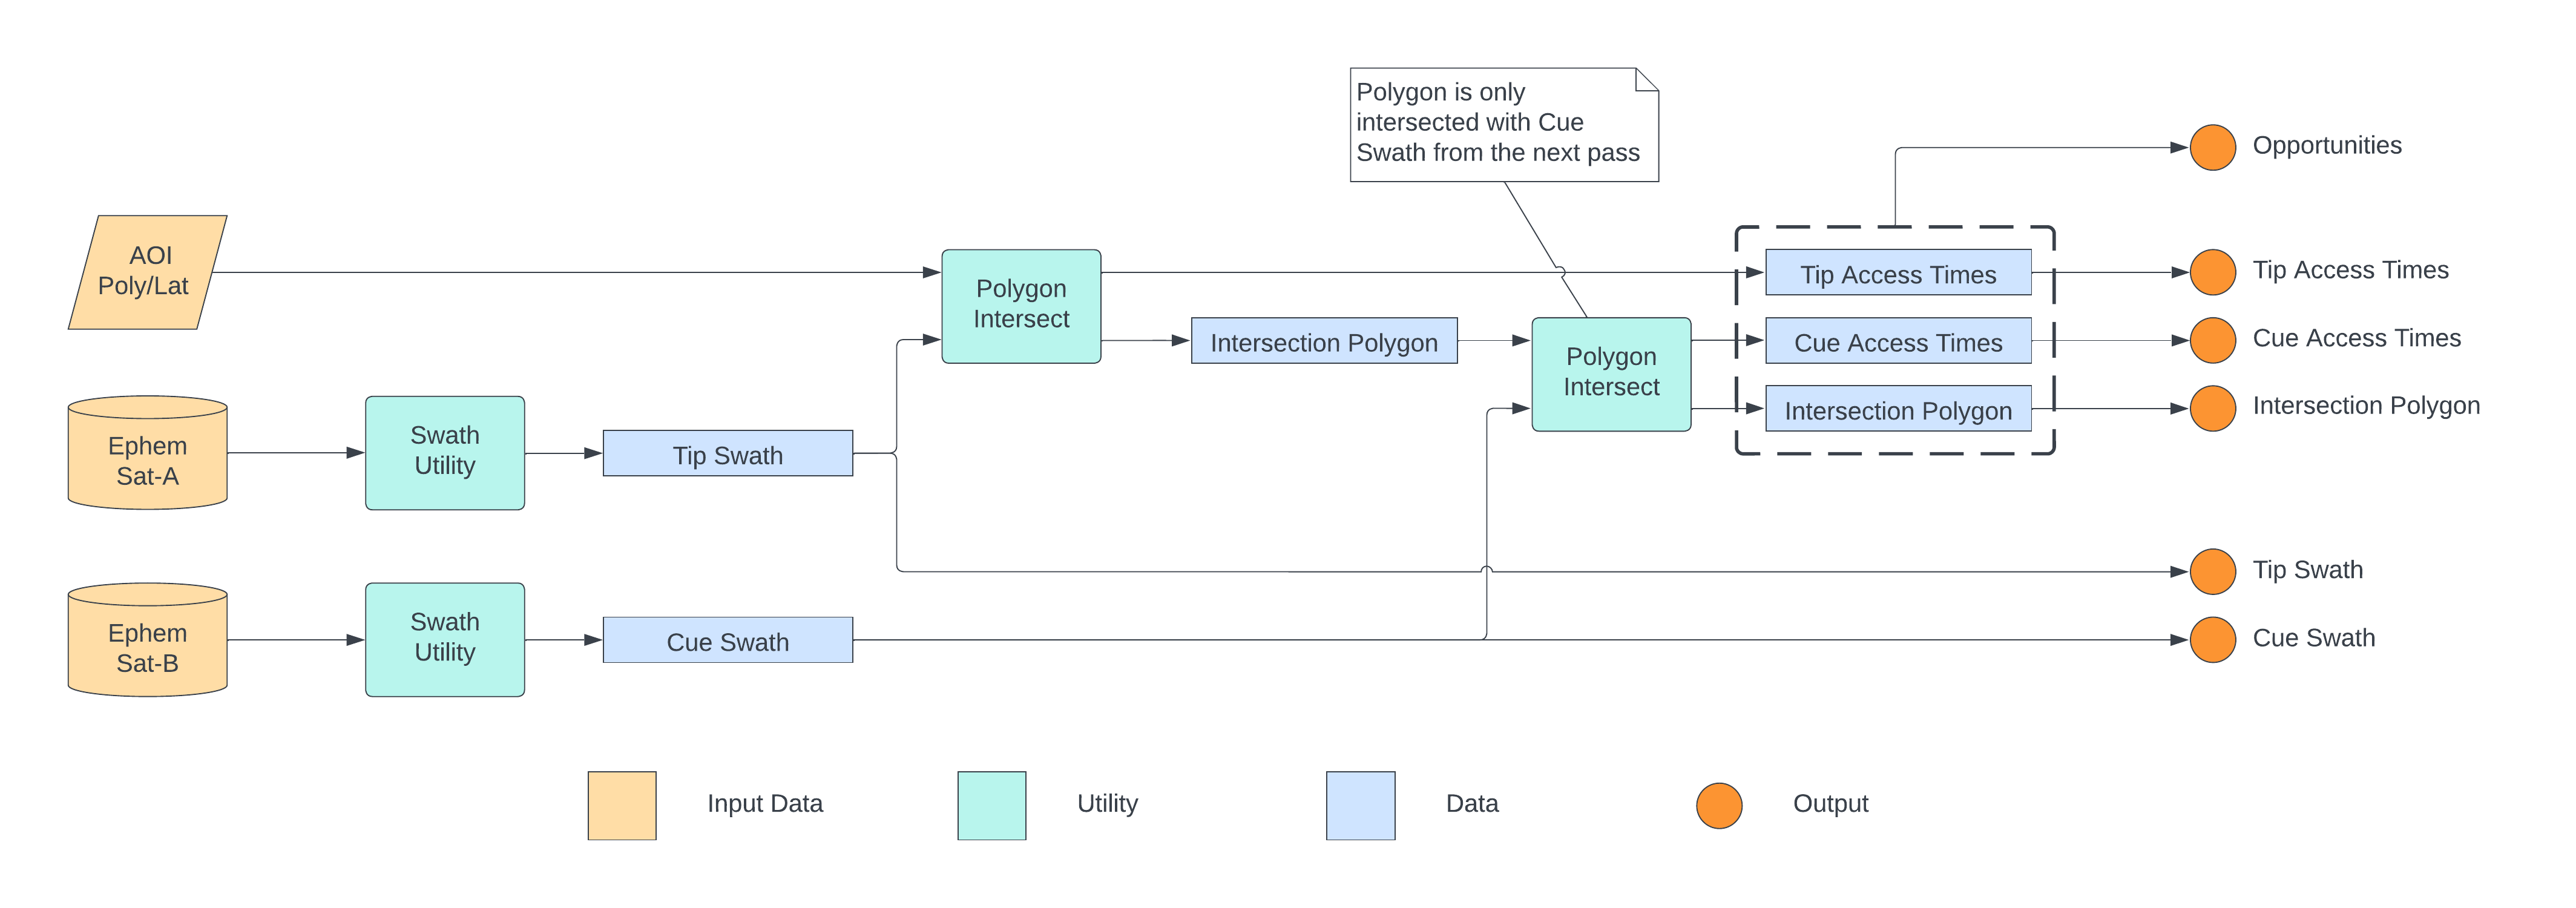 Polygon is only
intersected with Cue
Swath from the next pass
Opportunities
AOI
Poly/Lat
Polygon
Intersect
Tip Access Times
Tip Access Times
Intersection Polygon
Polygon
Intersect
Cue Access Times
Cue Access Times
Intersection Polygon
Intersection Polygon
Ephem
Sat-A
Swath
Utility
Tip Swath
Tip Swath
Ephem
Sat-B
Swath
Utility
Cue Swath
Cue Swath
Input Data
Utility
Data
Output